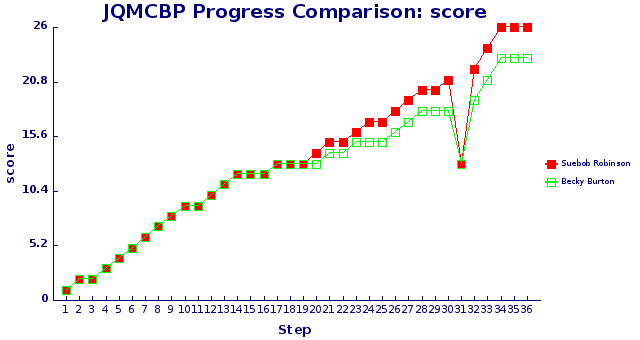 JQMCBP Progress Comparison: score
26
20.8
15.6
10.4
5.2
0
score
1 2 3 4 5 6 7 8 9 10 11 12 13 14 15 16 17 18 19 20 21 22 23 24 25 26 27 28 29 30 31 32 33 34 35 36
Step
Suebob Robinson
Becky Burton